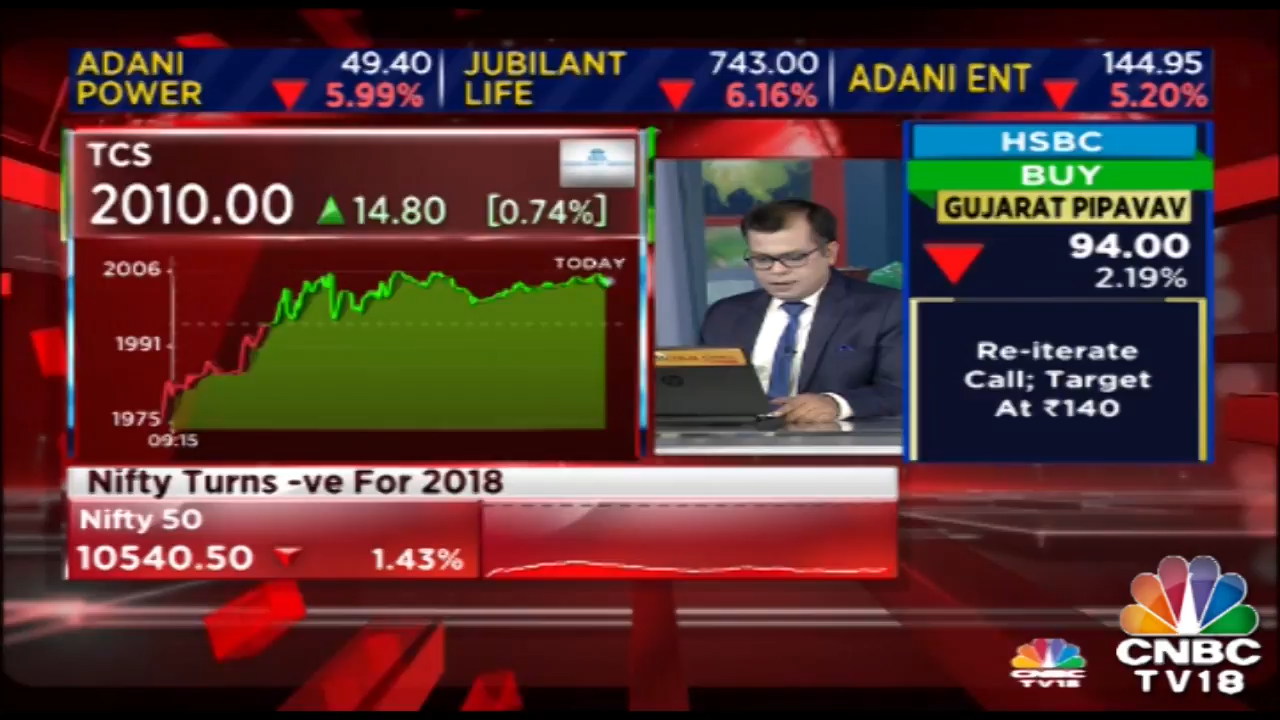 ADANI POWER 49.40 5.99%
JUBILANT LIFE 743.00 6.16%
ADANI ENT 144.95 5.20%
TCS
2010.00 14.80 [0.74%]
TODAY
2006
1991
1975
09:15
HSBC
BUY
GUJARAT PIPAVAV
94.00
2.19%
Re-iterate
Call; Target
At ₹140
Nifty Turns -ve For 2018
Nifty 50
10540.50 1.43%
CNBC
TV18
CNBC
TV18